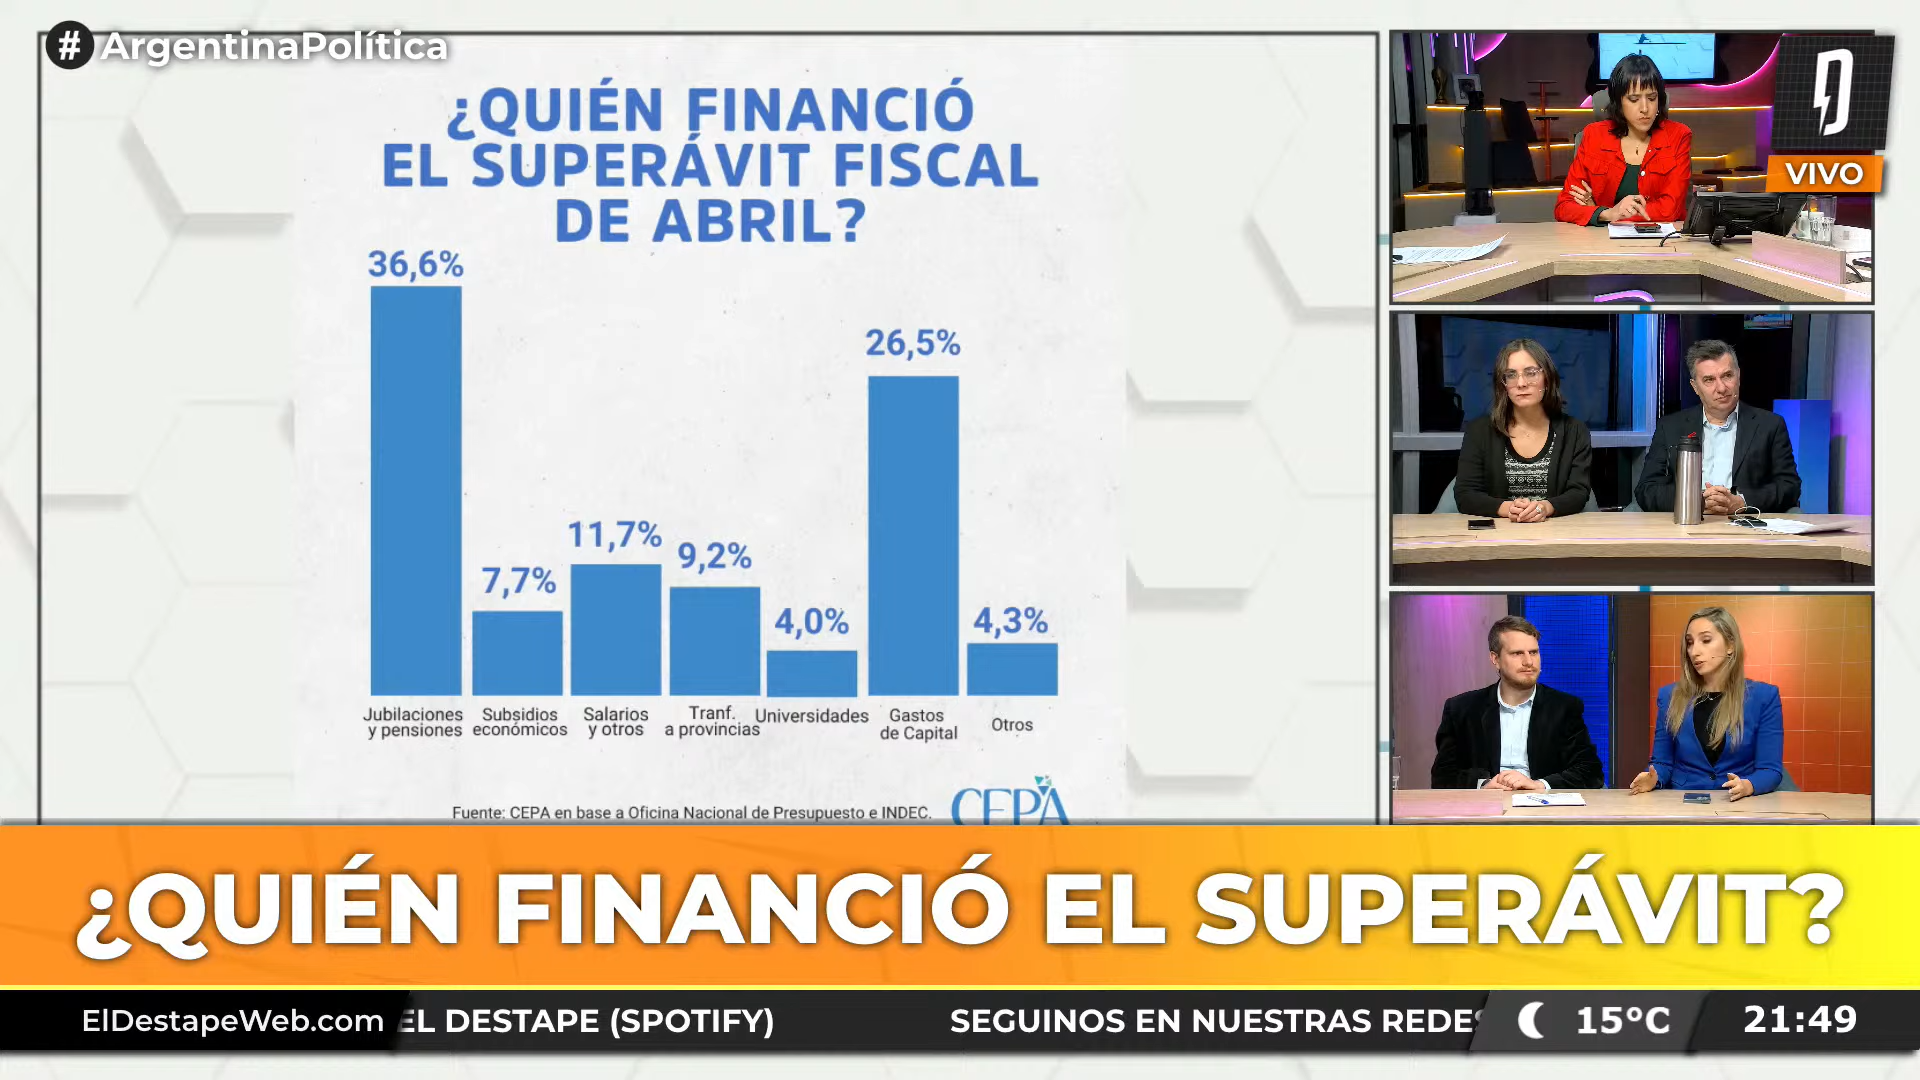 # ArgentinaPolítica
¿QUIÉN FINANCIÓ
EL SUPERÁVIT FISCAL
DE ABRIL?
36,6%
7,7%
11,7%
9,2%
4,0%
26,5%
4,3%
Jubilaciones
y pensiones
Subsidios
económicos
Salarios
y otros
Tranf.
a provincias
Universidades
Gastos
de Capital
Otros
Fuente: CEPA en base a Oficina Nacional de Presupuesto e INDEC.
CEPA
VIVO
¿QUIÉN FINANCIÓ EL SUPERÁVIT?
ElDestapeWeb.com
EL DESTAPE (SPOTIFY)
SEGUINOS EN NUESTRAS REDES
15°C
21:49